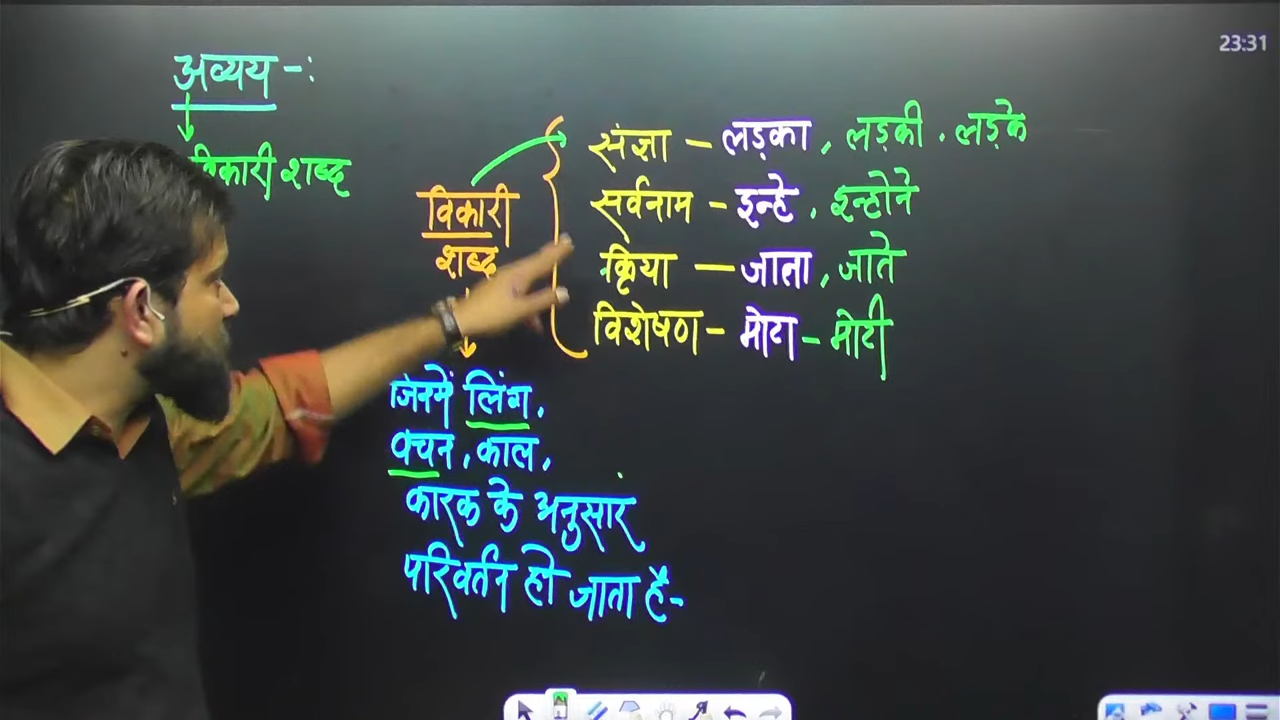 23:31
अव्यय -:
विकारी शब्द
विकारी
शब्द
संज्ञा - लड़का, लड़की, लड़के
सर्वनाम - इन्हे, इन्होने
क्रिया - जाता, जाते
विशेषण - मोटा - मोटी
जिनमें लिंग,
वचन, काल,
कारक के अनुसार
परिवर्तन हो जाता है-